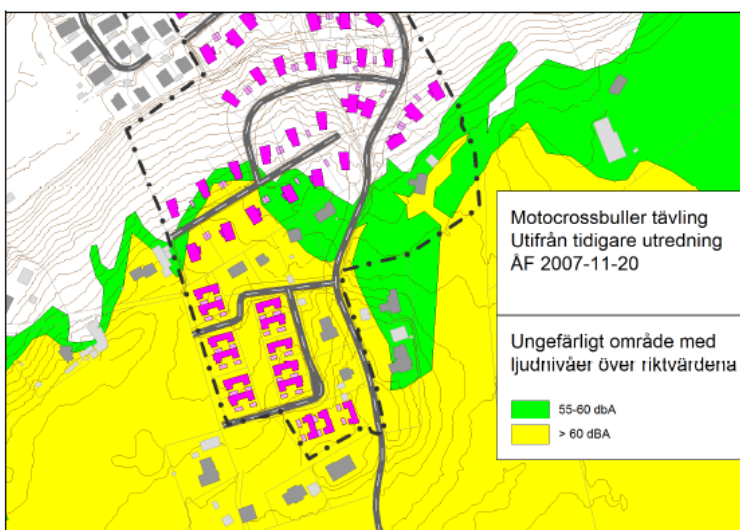 Motocrossbuller tävling
Utifrån tidigare utredning
ÅF 2007-11-20
Ungefärligt område med
ljudnivåer över riktvärdena
55-60 dbA
> 60 dBA